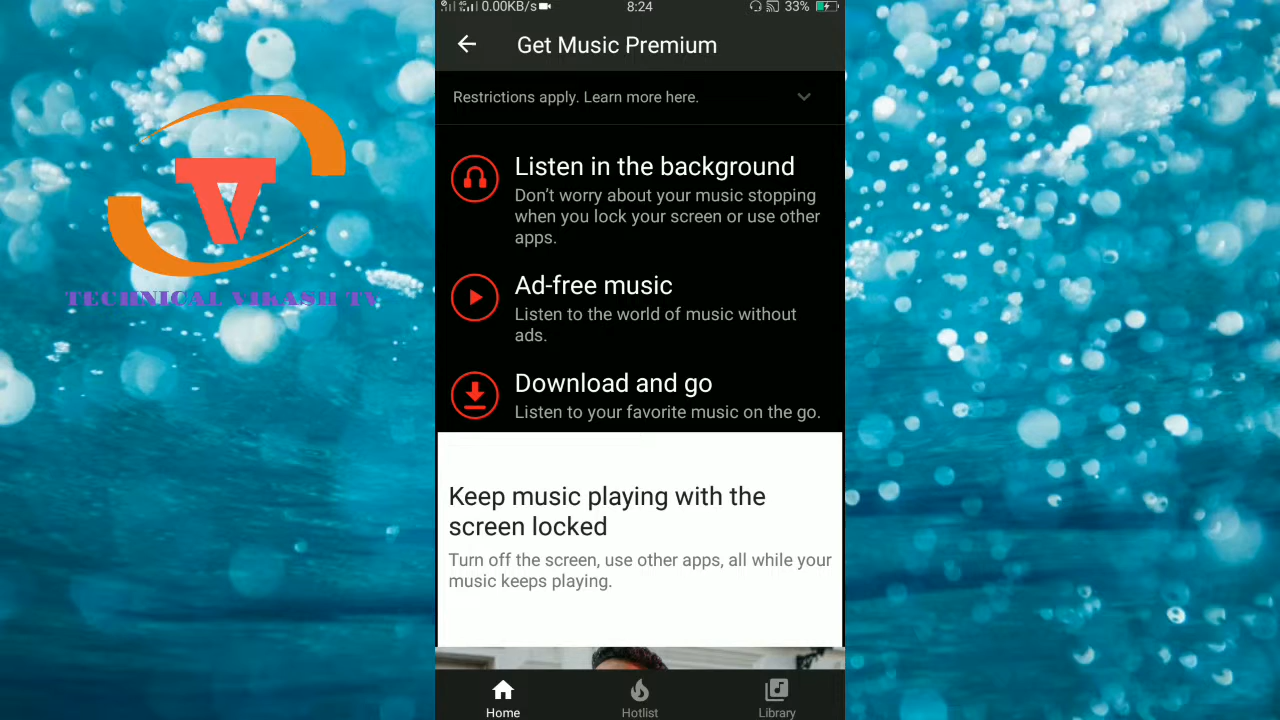 0.00KB/s 8:24 33%
Get Music Premium
Restrictions apply. Learn more here.
Listen in the background
Don't worry about your music stopping
when you lock your screen or use other
apps.
Ad-free music
Listen to the world of music without
ads.
Download and go
Listen to your favorite music on the go.
Keep music playing with the
screen locked
Turn off the screen, use other apps, all while your
music keeps playing.
Home Hotlist Library
TECHNICAL VIKASH TV